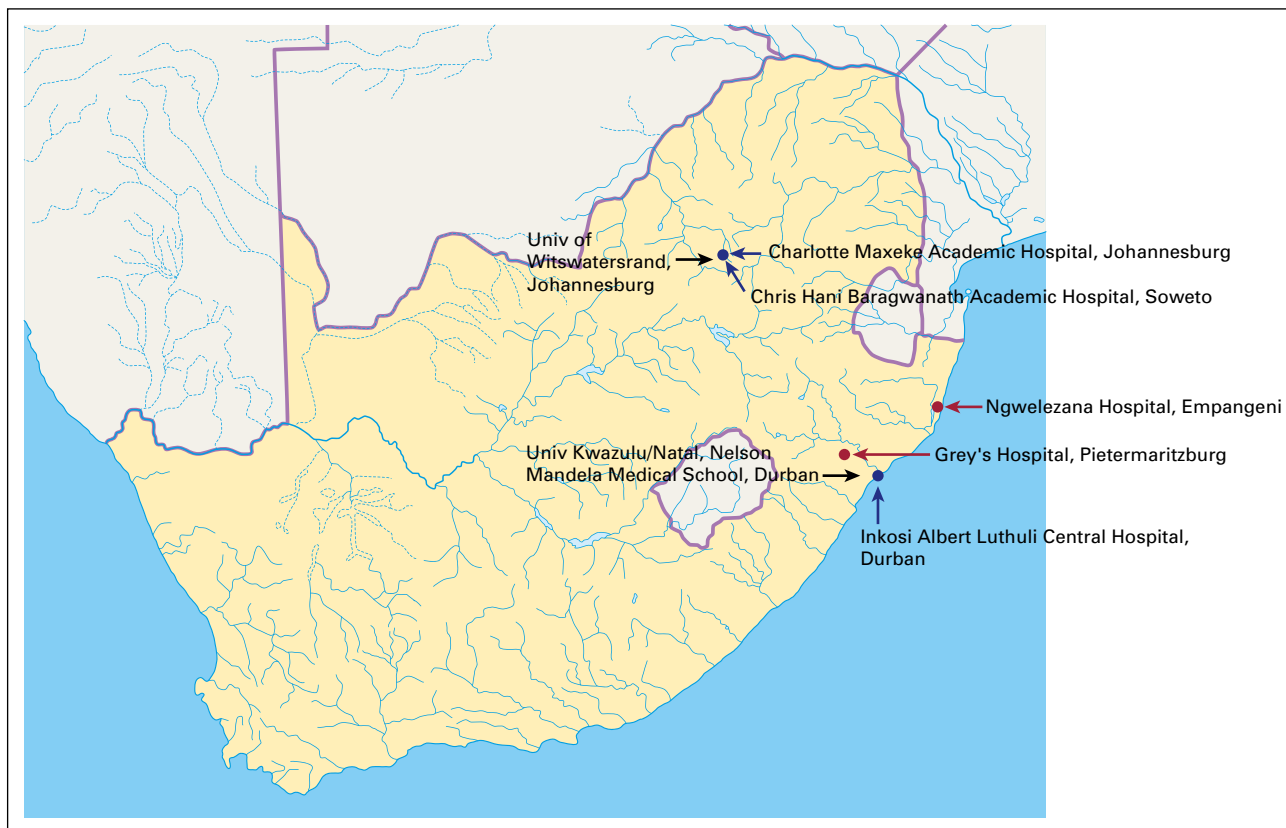 Univ of
Witswatersrand,
Johannesburg
Charlotte Maxeke Academic Hospital, Johannesburg
Chris Hani Baragwanath Academic Hospital, Soweto
Ngwelezana Hospital, Empangeni
Univ Kwazulu/Natal, Nelson
Mandela Medical School, Durban
Grey's Hospital, Pietermaritzburg
Inkosi Albert Luthuli Central Hospital,
Durban